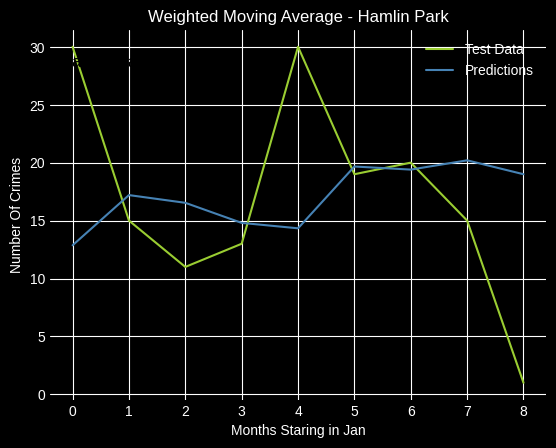 Weighted Moving Average - Hamlin Park
Test Data
Predictions
30
25
20
15
10
5
0
Number Of Crimes
0 1 2 3 4 5 6 7 8
Months Staring in Jan